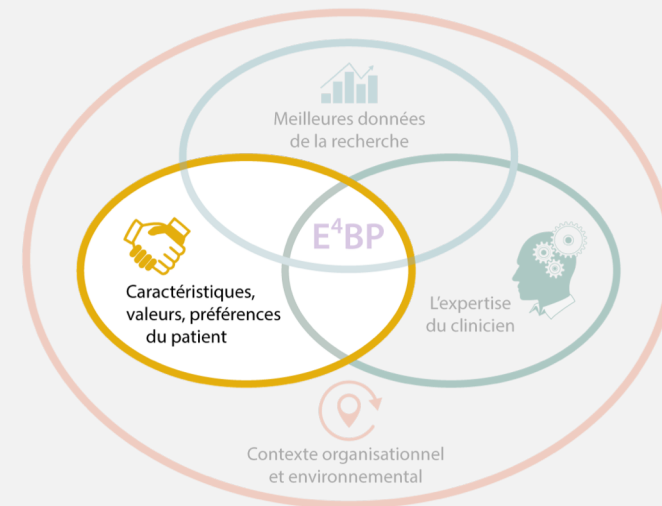 Meilleures données
de la recherche
E⁴BP
Caractéristiques,
valeurs, préférences
du patient
L'expertise
du clinicien
Contexte organisationnel
et environnemental